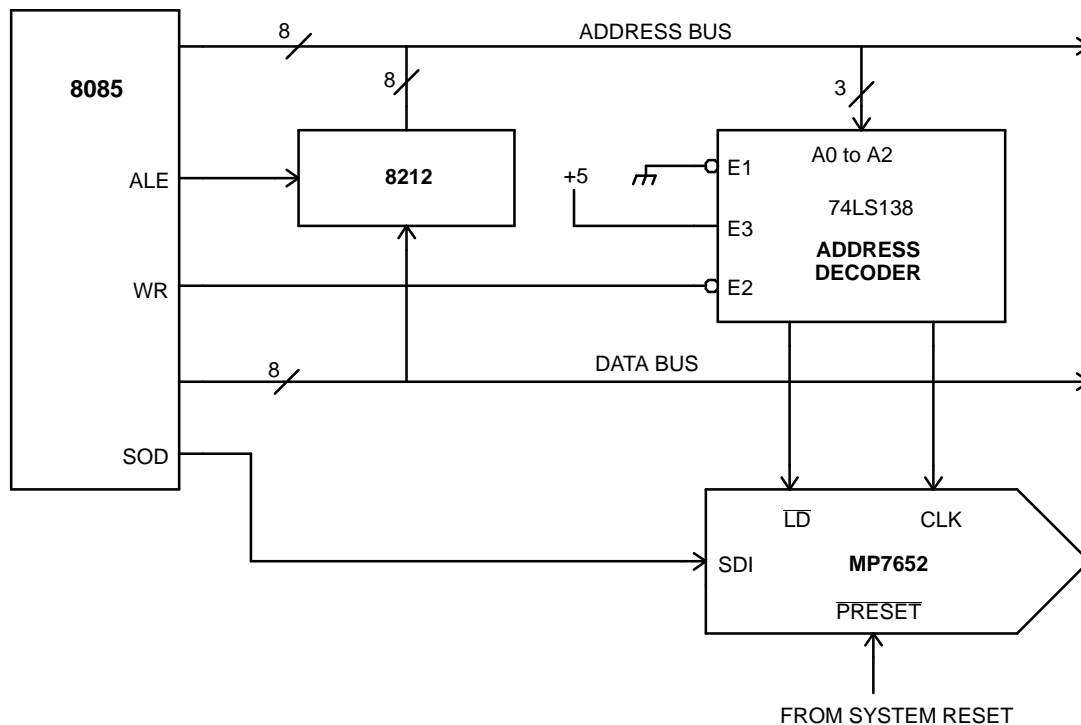 8
ADDRESS BUS
8085
8
3
ALE
8212
+5
E1
A0 to A2
74LS138
E3
ADDRESS
DECODER
WR
E2
8
DATA BUS
SOD
LD
CLK
SDI
MP7652
PRESET
FROM SYSTEM RESET